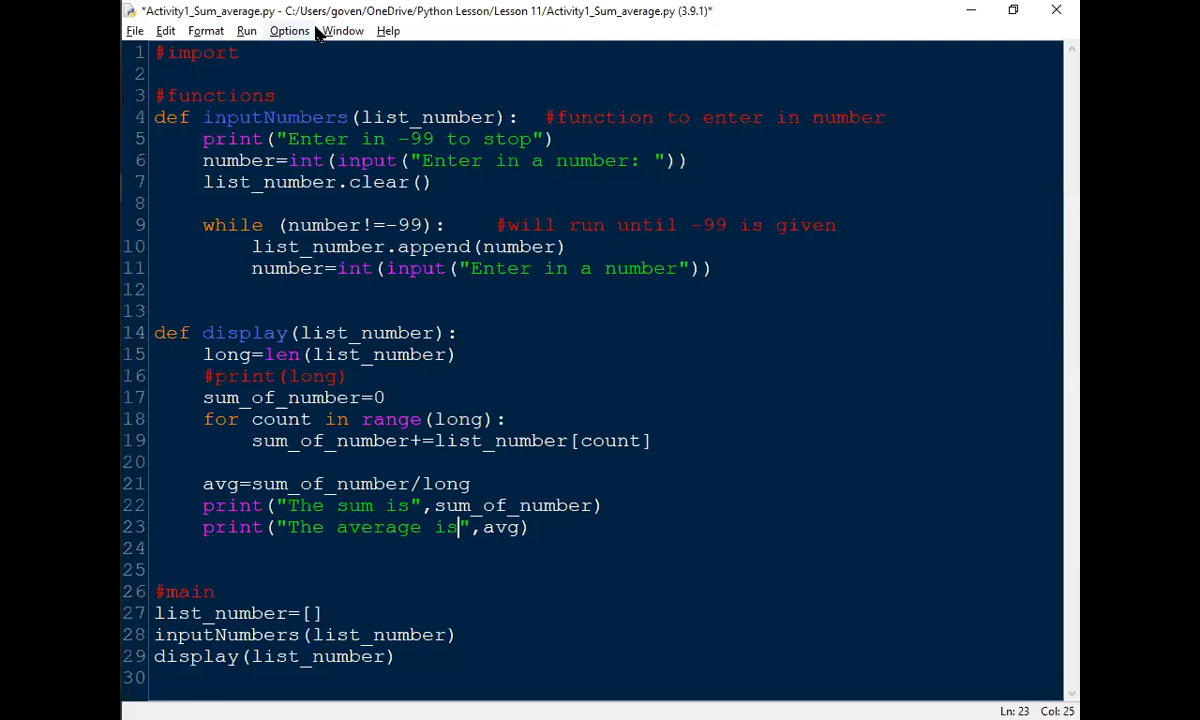 *Activity1_Sum_average.py - C:/Users/goven/OneDrive/Python Lesson/Lesson 11/Activity1_Sum_average.py (3.9.1)*
File Edit Format Run Options Window Help
1 #import
2
3 #functions
4 def inputNumbers(list_number):  #function to enter in number
5     print("Enter in -99 to stop")
6     number=int(input("Enter in a number: "))
7     list_number.clear()
8
9     while (number!=-99):    #will run until -99 is given
10         list_number.append(number)
11         number=int(input("Enter in a number"))
12
13
14 def display(list_number):
15     long=len(list_number)
16     #print(long)
17     sum_of_number=0
18     for count in range(long):
19         sum_of_number+=list_number[count]
20
21     avg=sum_of_number/long
22     print("The sum is",sum_of_number)
23     print("The average is",avg)
24
25
26 #main
27 list_number=[]
28 inputNumbers(list_number)
29 display(list_number)
30
Ln: 23 Col: 25